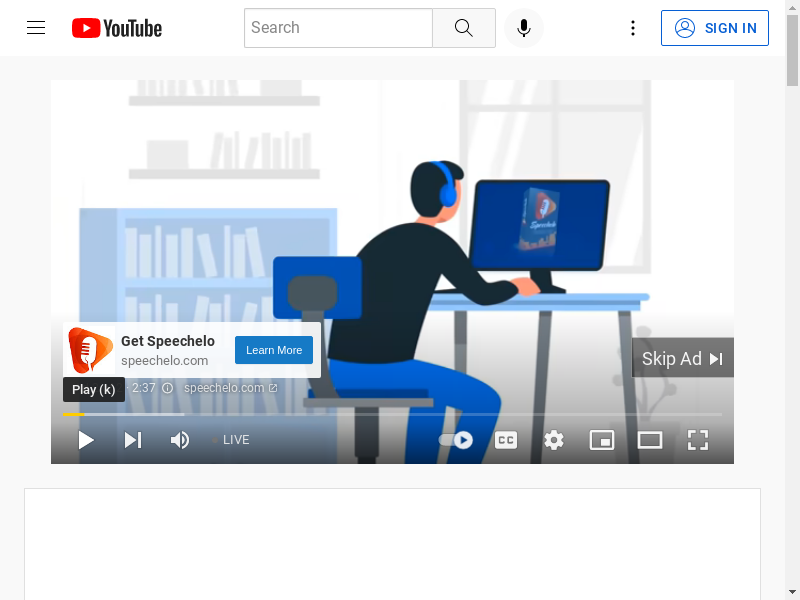 YouTube
Search
SIGN IN
Speechelo
Get Speechelo
speechelo.com
Learn More
Skip Ad
Play (k)
· 2:37
speechelo.com
LIVE
CC